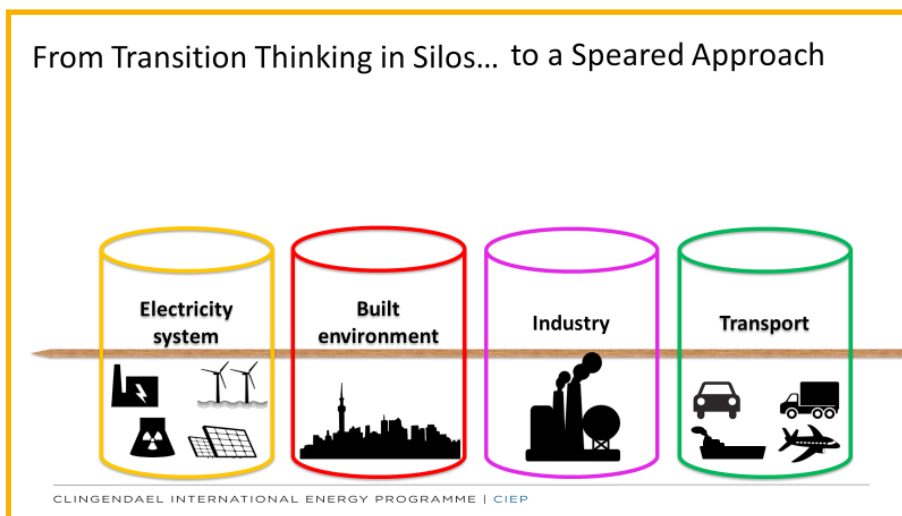 From Transition Thinking in Silos... to a Speared Approach
Electricity
system
Built
environment
Industry
Transport
CLINGENDAEL INTERNATIONAL ENERGY PROGRAMME | CIEP